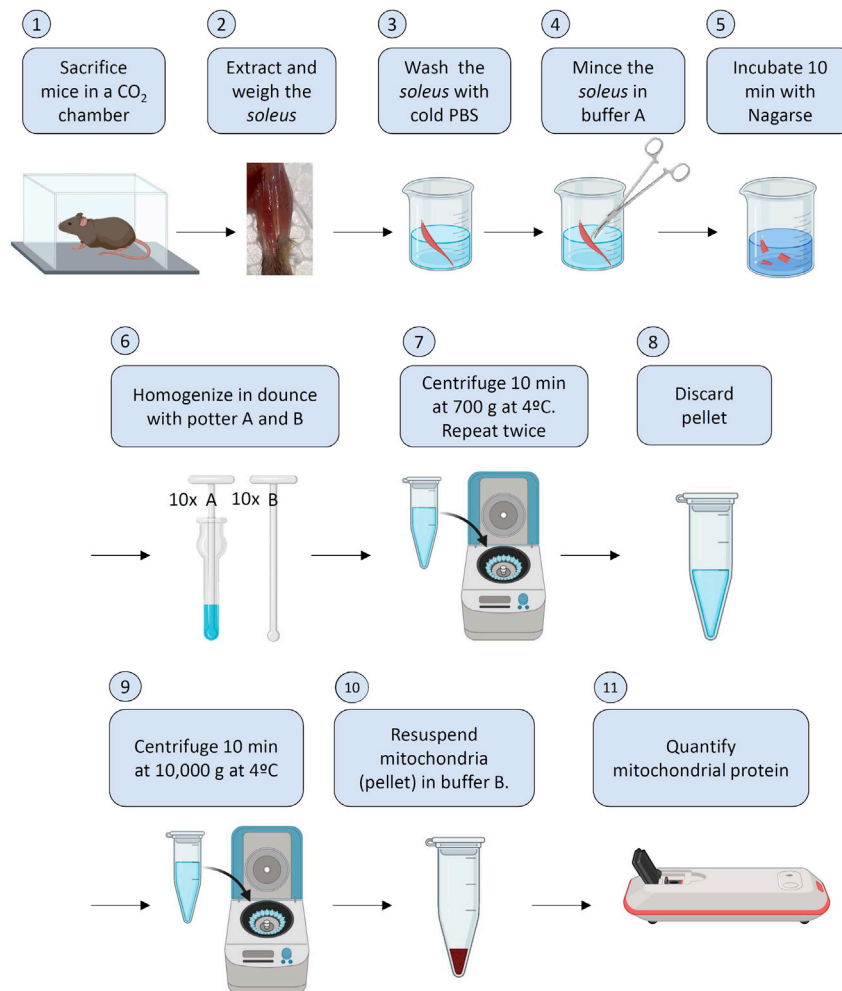 1
Sacrifice
mice in a CO₂
chamber
2
Extract and
weigh the
soleus
3
Wash the
soleus with
cold PBS
4
Mince the
soleus in
buffer A
5
Incubate 10
min with
Nagarse
6
Homogenize in dounce
with potter A and B
10x A 10x B
7
Centrifuge 10 min
at 700 g at 4ºC.
Repeat twice
8
Discard
pellet
9
Centrifuge 10 min
at 10,000 g at 4ºC
10
Resuspend
mitochondria
(pellet) in buffer B.
11
Quantify
mitochondrial protein